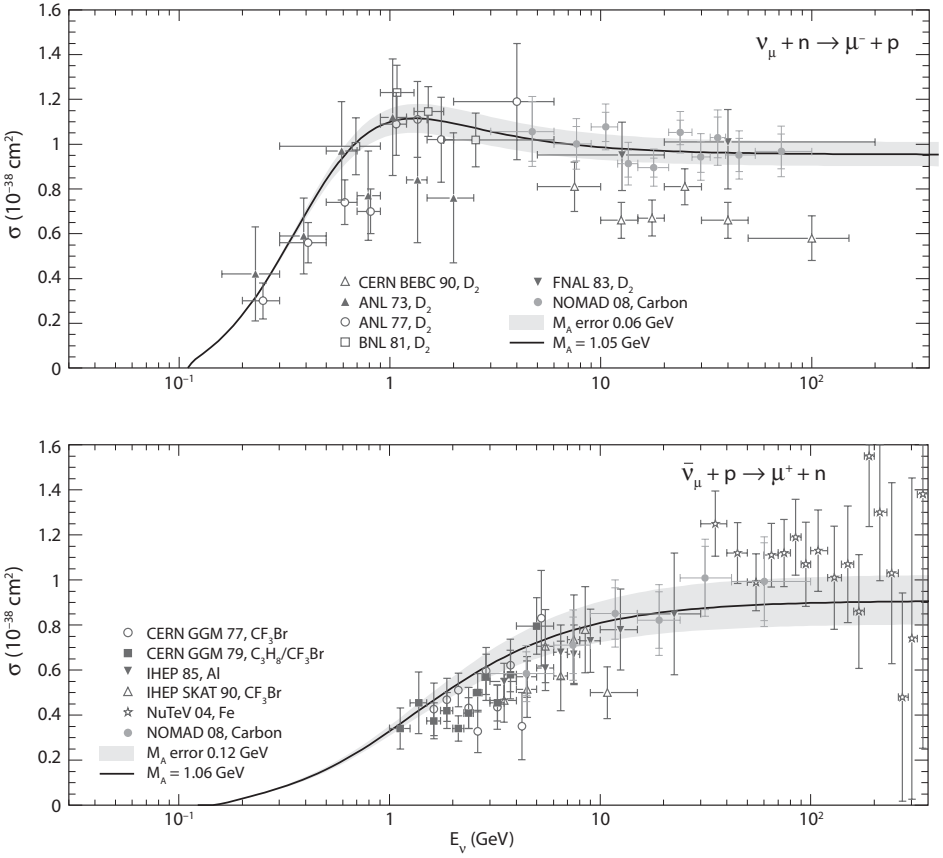 1.6
1.4
1.2
1
0.8
0.6
0.4
0.2
0
σ (10⁻³⁸ cm²)
ν_μ + n → μ⁻ + p
CERN BEBC 90, D₂
ANL 73, D₂
ANL 77, D₂
BNL 81, D₂
FNAL 83, D₂
NOMAD 08, Carbon
M_A error 0.06 GeV
M_A = 1.05 GeV
10⁻¹ 1 10 10²
1.6
1.4
1.2
1
0.8
0.6
0.4
0.2
0
σ (10⁻³⁸ cm²)
ν̄_μ + p → μ⁺ + n
CERN GGM 77, CF₃Br
CERN GGM 79, C₃H₈/CF₃Br
IHEP 85, Al
IHEP SKAT 90, CF₃Br
NuTeV 04, Fe
NOMAD 08, Carbon
M_A error 0.12 GeV
M_A = 1.06 GeV
10⁻¹ 1 10 10²
E_ν (GeV)